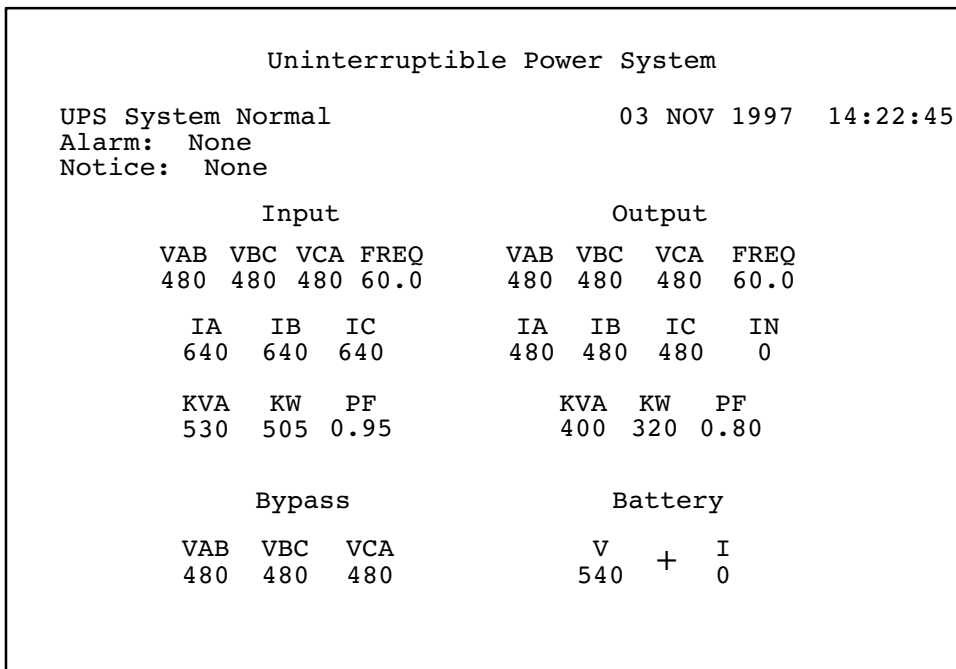 Uninterruptible Power System
UPS System Normal 03 NOV 1997 14:22:45
Alarm: None
Notice: None
Input Output
VAB VBC VCA FREQ VAB VBC VCA FREQ
480 480 480 60.0 480 480 480 60.0
IA IB IC IA IB IC IN
640 640 640 480 480 480 0
KVA KW PF KVA KW PF
530 505 0.95 400 320 0.80
Bypass Battery
VAB VBC VCA V + I
480 480 480 540 0